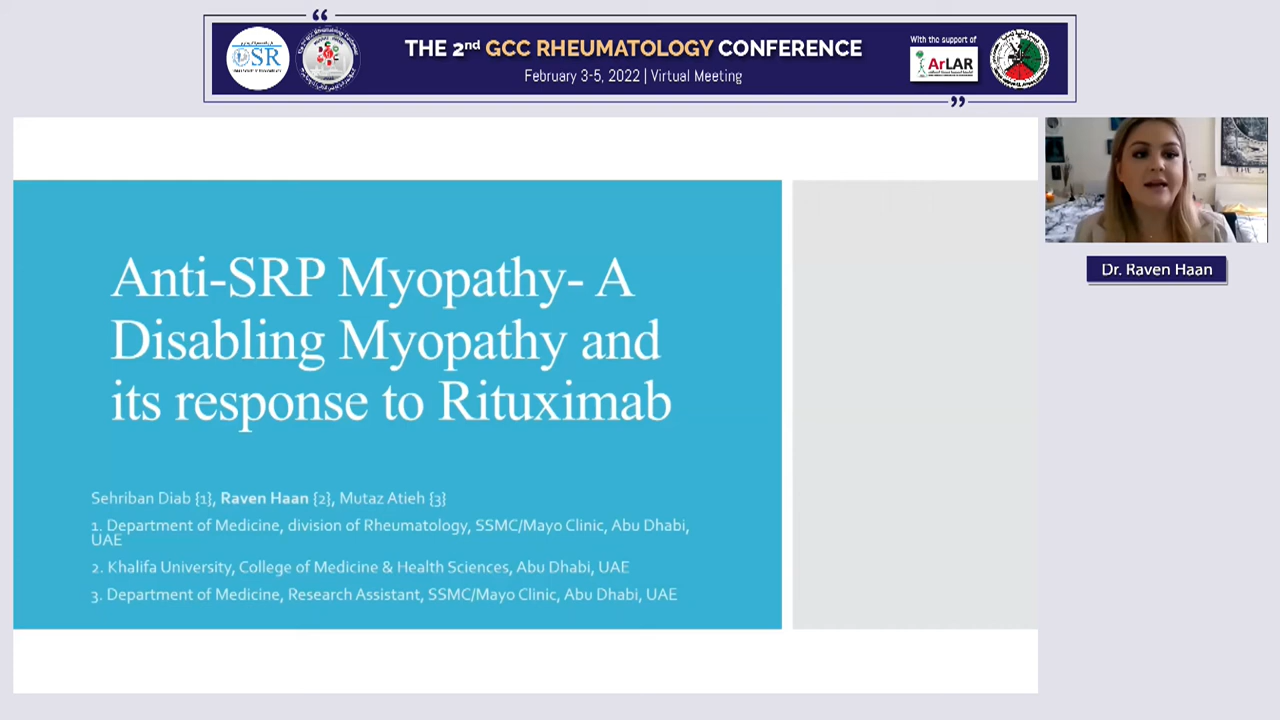 THE 2nd GCC RHEUMATOLOGY CONFERENCE
February 3-5, 2022 | Virtual Meeting
With the support of
ArLAR
Anti-SRP Myopathy- A
Disabling Myopathy and
its response to Rituximab
Sehriban Diab {1}, Raven Haan {2}, Mutaz Atieh {3}
1. Department of Medicine, division of Rheumatology, SSMC/Mayo Clinic, Abu Dhabi,
UAE
2. Khalifa University, College of Medicine & Health Sciences, Abu Dhabi, UAE
3. Department of Medicine, Research Assistant, SSMC/Mayo Clinic, Abu Dhabi, UAE
Dr. Raven Haan